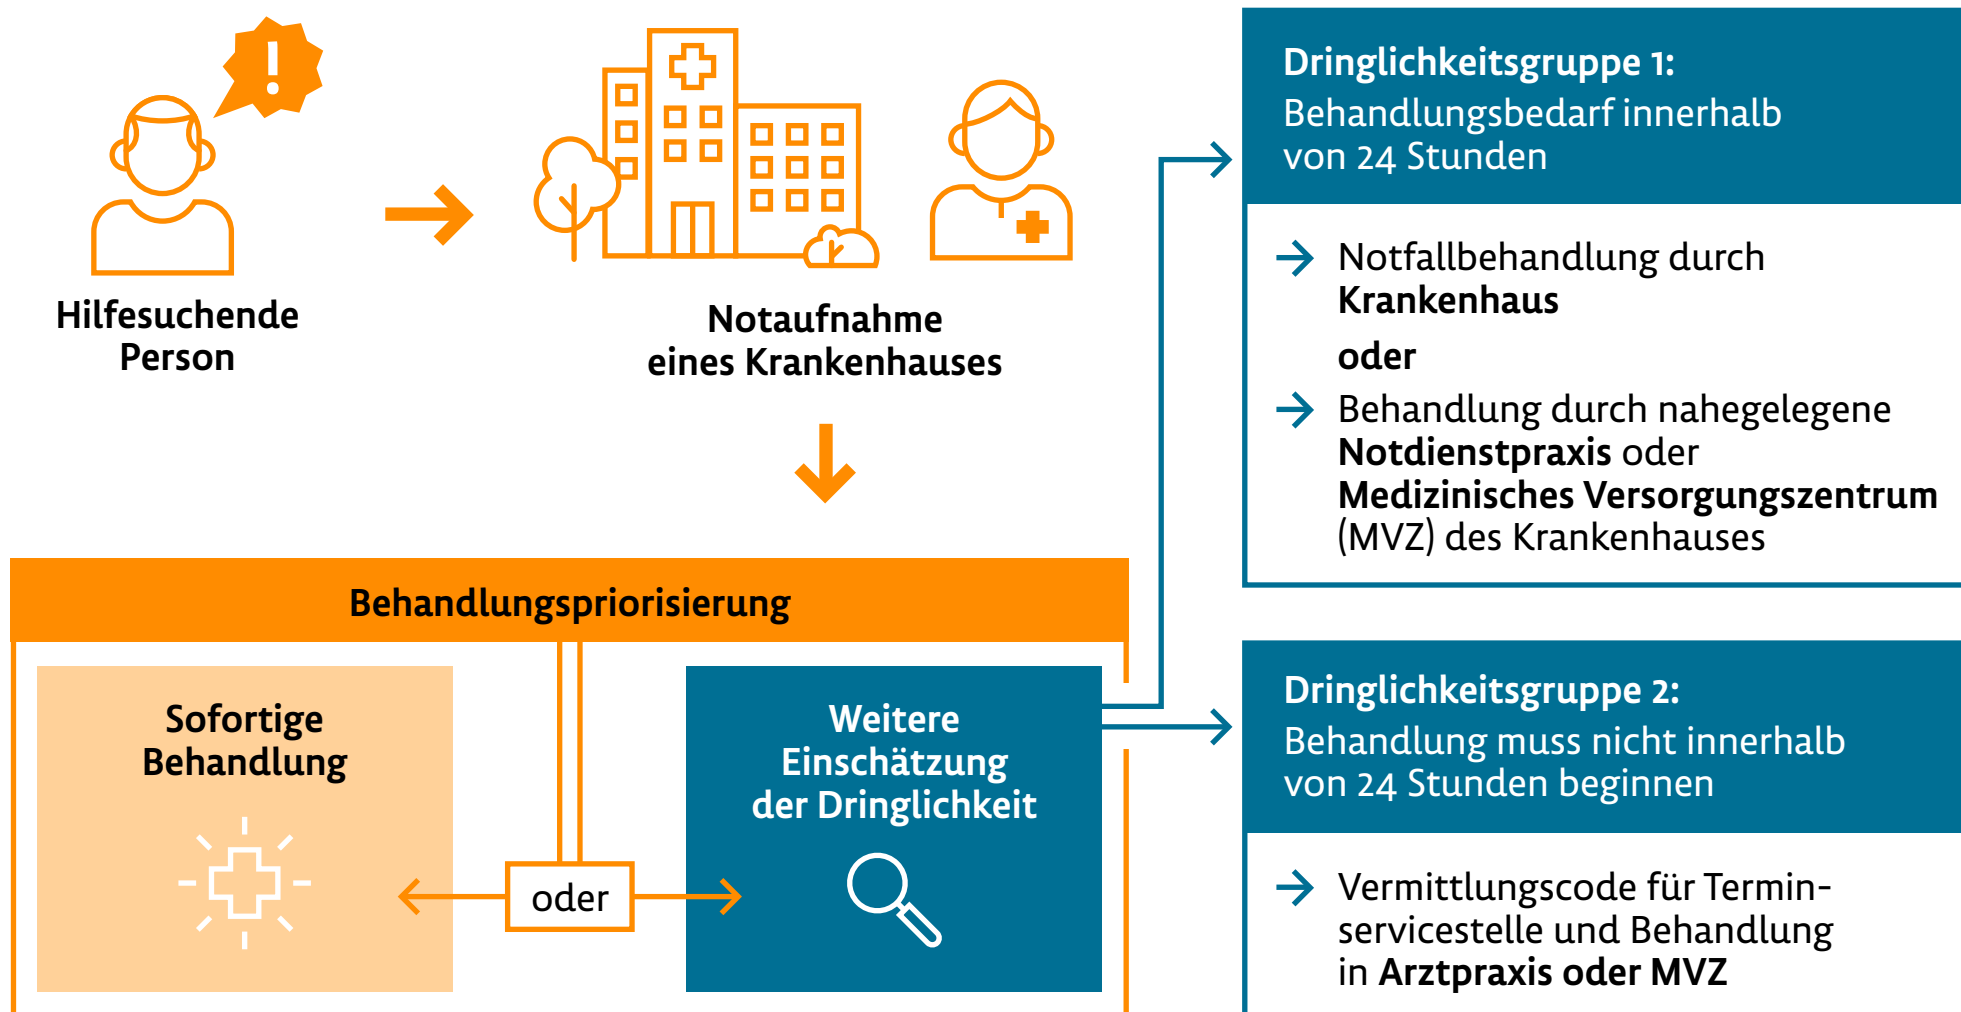 !
Hilfesuchende
Person
Notaufnahme
eines Krankenhauses
Behandlungspriorisierung
Sofortige
Behandlung
oder
Weitere
Einschätzung
der Dringlichkeit
Dringlichkeitsgruppe 1:
Behandlungsbedarf innerhalb
von 24 Stunden
Notfallbehandlung durch
Krankenhaus
oder
Behandlung durch nahegelegene
Notdienstpraxis oder
Medizinisches Versorgungszentrum
(MVZ) des Krankenhauses
Dringlichkeitsgruppe 2:
Behandlung muss nicht innerhalb
von 24 Stunden beginnen
Vermittlungscode für Termin-
servicestelle und Behandlung
in Arztpraxis oder MVZ